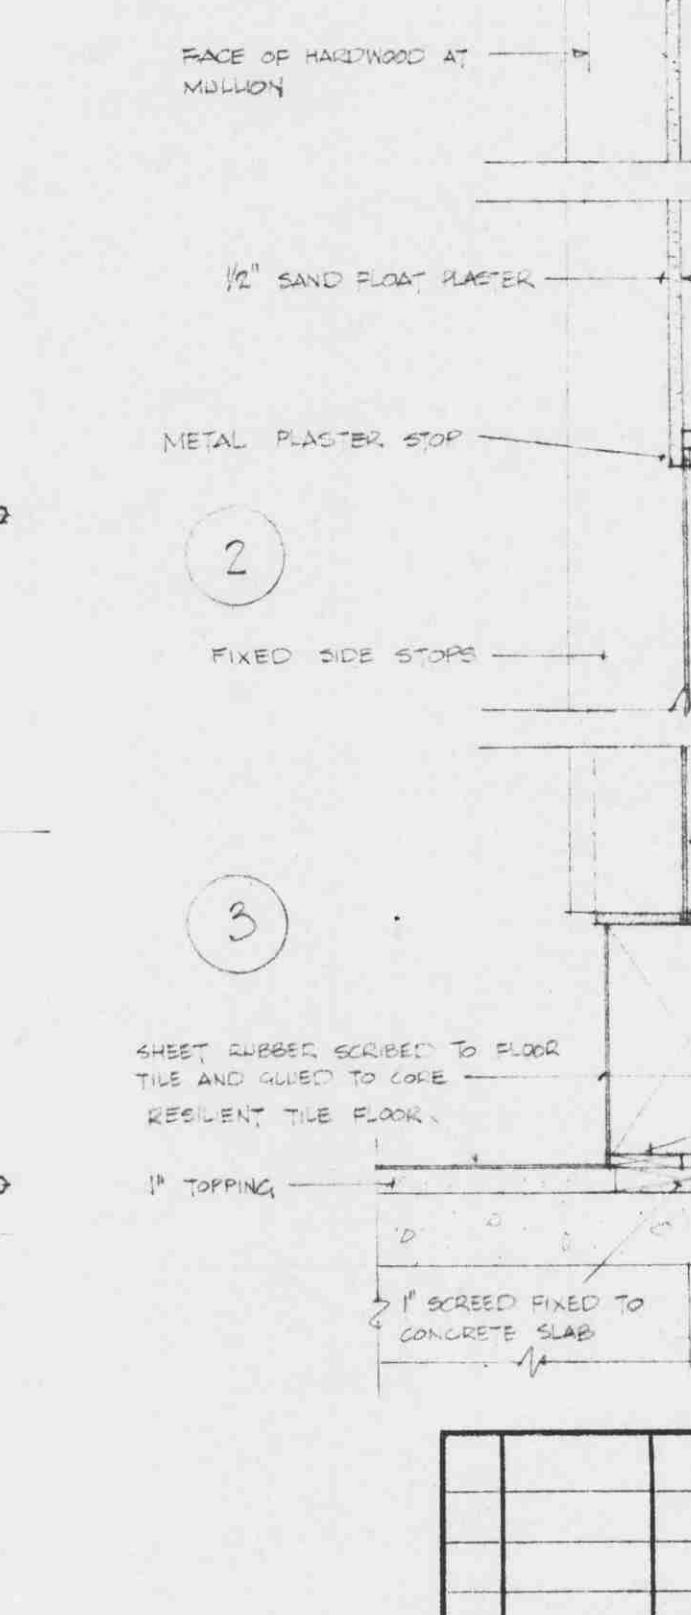 FACE OF HARDWOOD AT
MULLION
1/2" SAND FLOAT PLASTER
METAL PLASTER STOP
2
FIXED SIDE STOPS
3
SHEET RUBBER SCRIBED TO FLOOR
TILE AND GLUED TO CORE
RESILIENT TILE FLOOR
1" TOPPING
1" SCREED FIXED TO
CONCRETE SLAB